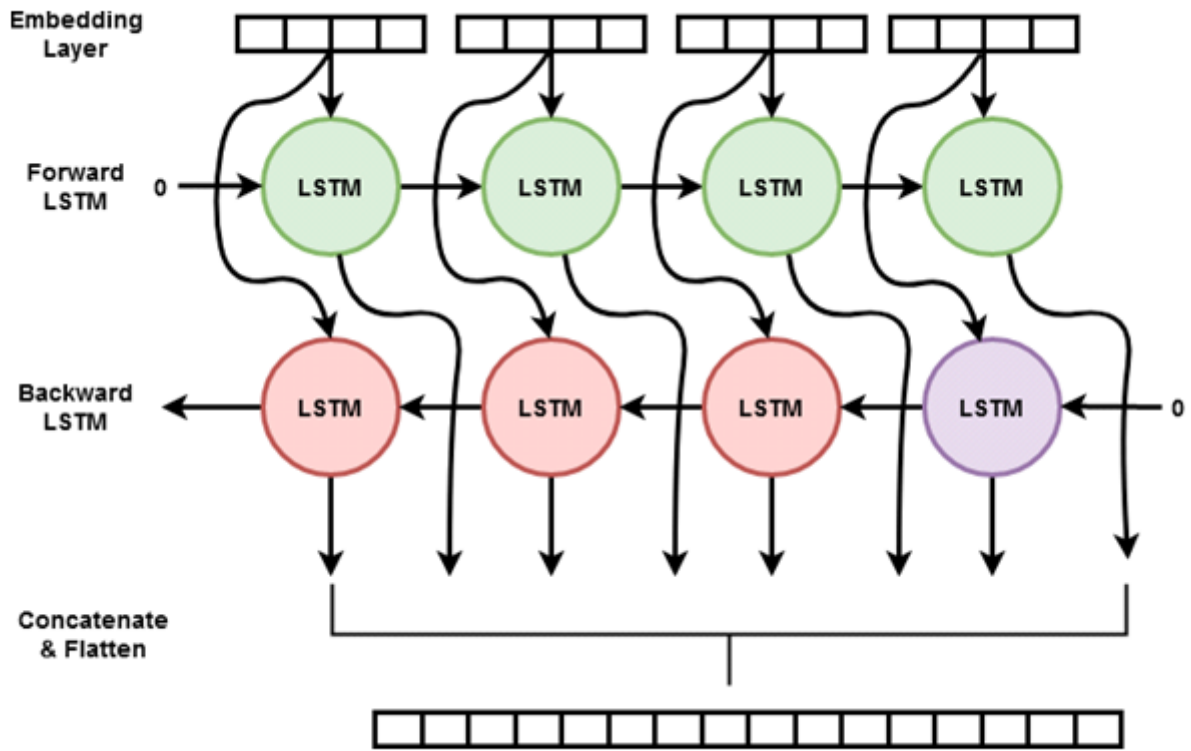 Embedding
Layer
Forward
LSTM
0
LSTM
LSTM
LSTM
LSTM
Backward
LSTM
LSTM
LSTM
LSTM
LSTM
0
Concatenate
& Flatten